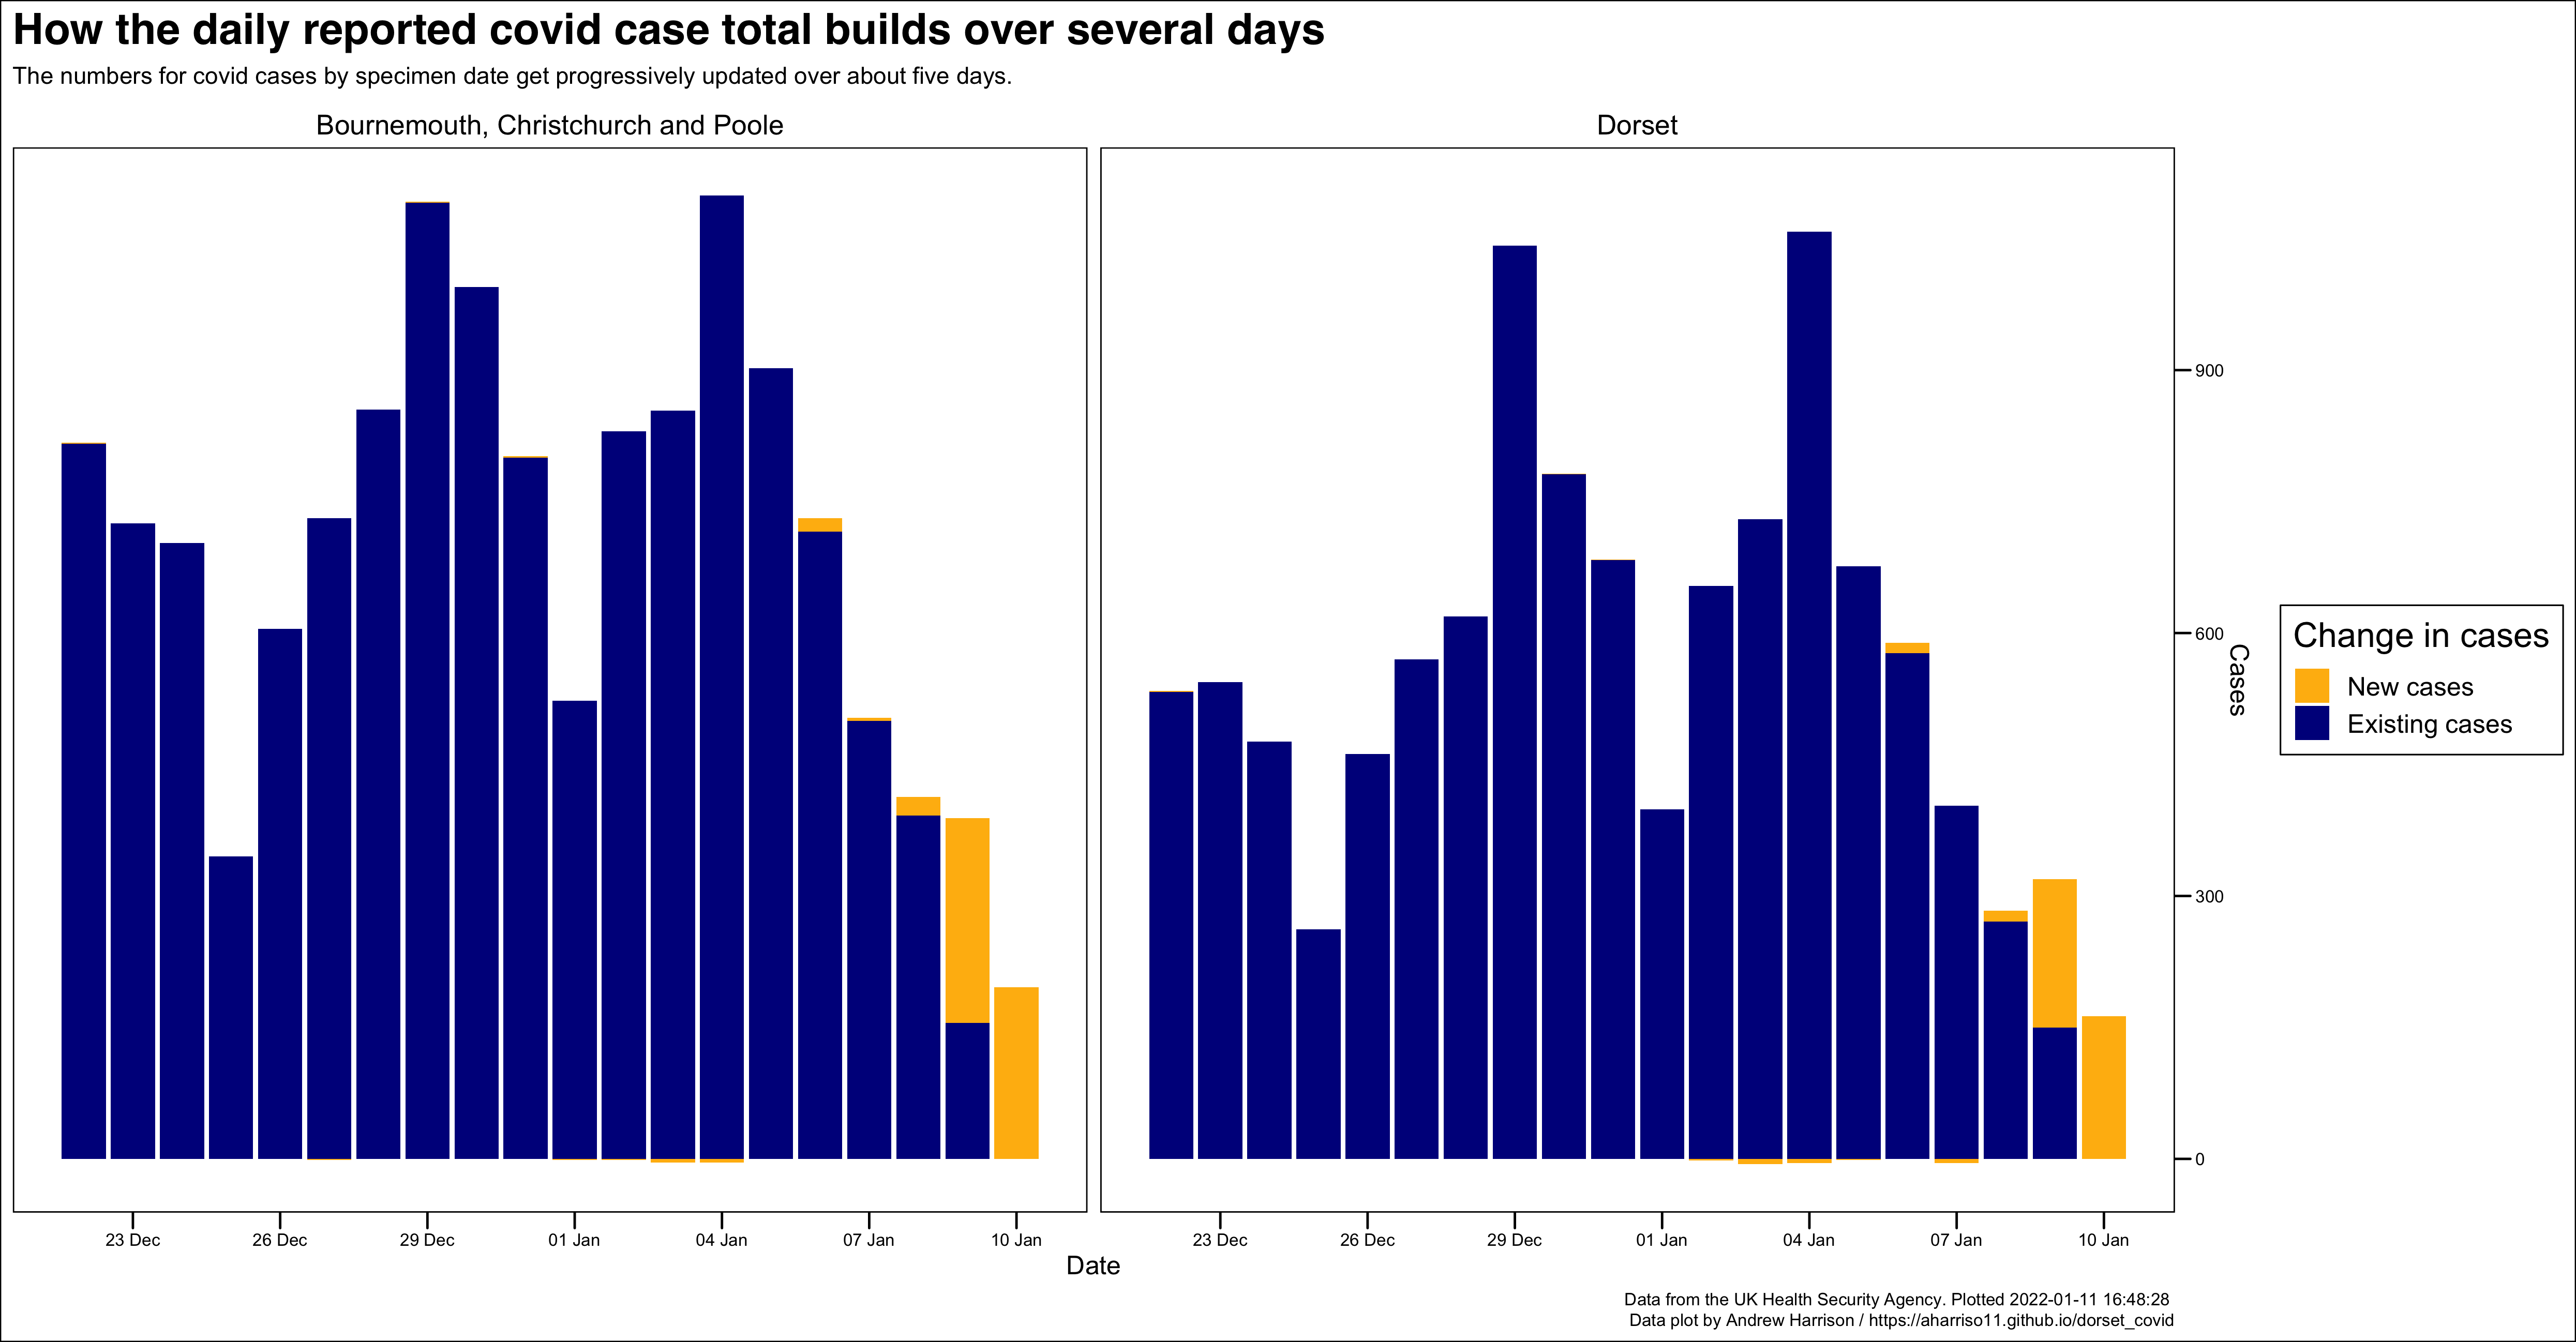 How the daily reported covid case total builds over several days
The numbers for covid cases by specimen date get progressively updated over about five days.
Bournemouth, Christchurch and Poole
Dorset
900
600
300
0
Cases
Change in cases
New cases
Existing cases
23 Dec 26 Dec 29 Dec 01 Jan 04 Jan 07 Jan 10 Jan
23 Dec 26 Dec 29 Dec 01 Jan 04 Jan 07 Jan 10 Jan
Date
Data from the UK Health Security Agency. Plotted 2022-01-11 16:48:28
Data plot by Andrew Harrison / https://aharriso11.github.io/dorset_covid